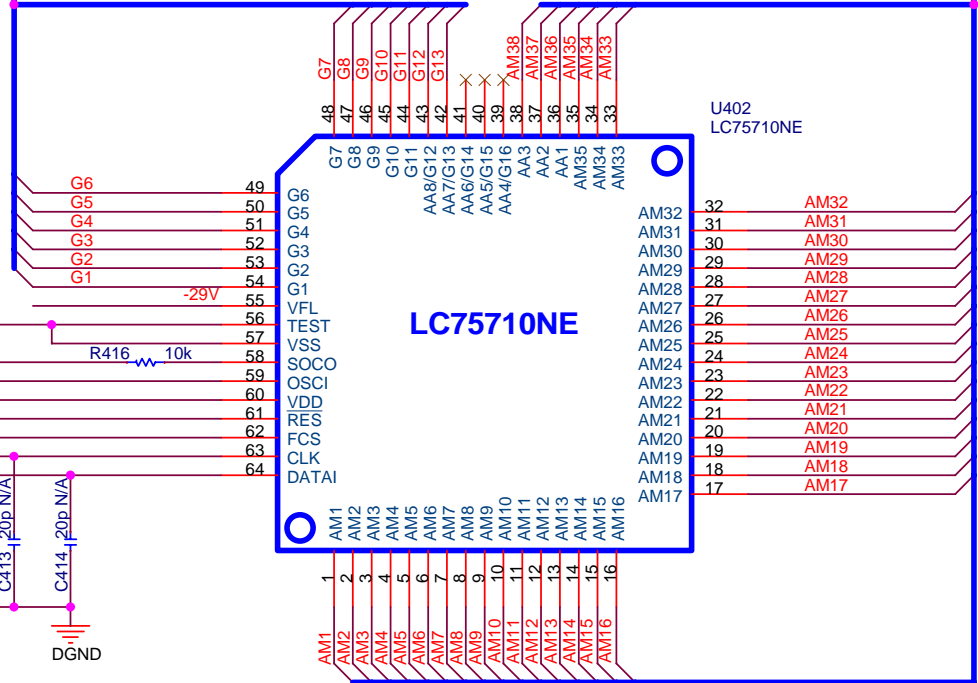 G7
G8
G9
G10
G11
G12
G13
AM38
AM37
AM36
AM35
AM34
AM33
48
47
46
45
44
43
42
41
40
39
38
37
36
35
34
33
U402
LC75710NE
G7
G8
G9
G10
G11
AA8/G12
AA7/G13
AA6/G14
AA5/G15
AA4/G16
AA3
AA2
AA1
AM35
AM34
AM33
G6 49 G6
G5 50 G5
G4 51 G4
G3 52 G3
G2 53 G2
G1 54 G1
-29V 55 VFL
56 TEST
57 VSS
R416 10k 58 SOCO
59 OSCI
60 VDD
61 RES
62 FCS
63 CLK
64 DATAI
LC75710NE
AM32 32 AM32
AM31 31 AM31
AM30 30 AM30
AM29 29 AM29
AM28 28 AM28
AM27 27 AM27
AM26 26 AM26
AM25 25 AM25
AM24 24 AM24
AM23 23 AM23
AM22 22 AM22
AM21 21 AM21
AM20 20 AM20
AM19 19 AM19
AM18 18 AM18
AM17 17 AM17
C413 20p N/A
C414 20p N/A
DGND
AM1
AM2
AM3
AM4
AM5
AM6
AM7
AM8
AM9
AM10
AM11
AM12
AM13
AM14
AM15
AM16
1
2
3
4
5
6
7
8
9
10
11
12
13
14
15
16
AM1
AM2
AM3
AM4
AM5
AM6
AM7
AM8
AM9
AM10
AM11
AM12
AM13
AM14
AM15
AM16